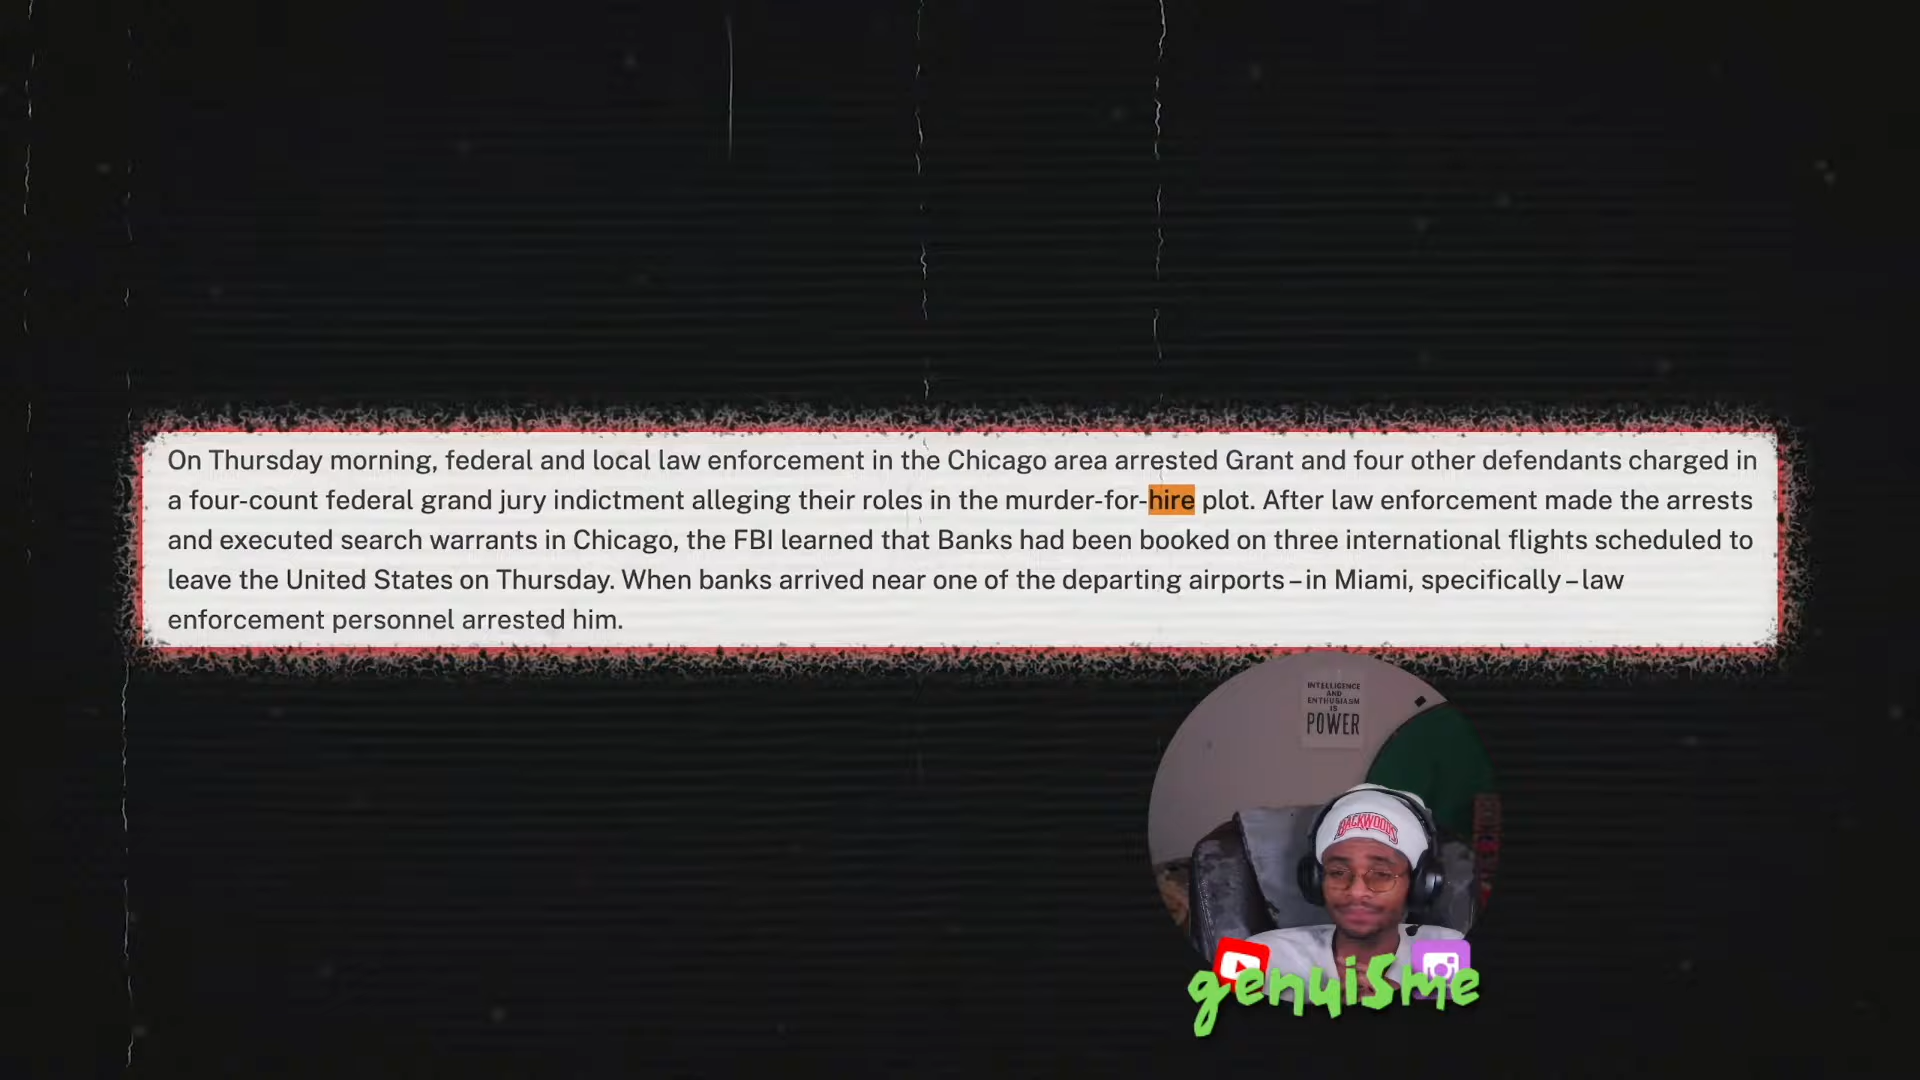 On Thursday morning, federal and local law enforcement in the Chicago area arrested Grant and four other defendants charged in
a four-count federal grand jury indictment alleging their roles in the murder-for-hire plot. After law enforcement made the arrests
and executed search warrants in Chicago, the FBI learned that Banks had been booked on three international flights scheduled to
leave the United States on Thursday. When banks arrived near one of the departing airports – in Miami, specifically – law
enforcement personnel arrested him.
INTELLIGENCE
AND
ENTHUSIASM
IS
POWER
BACKWOODS
genuisme